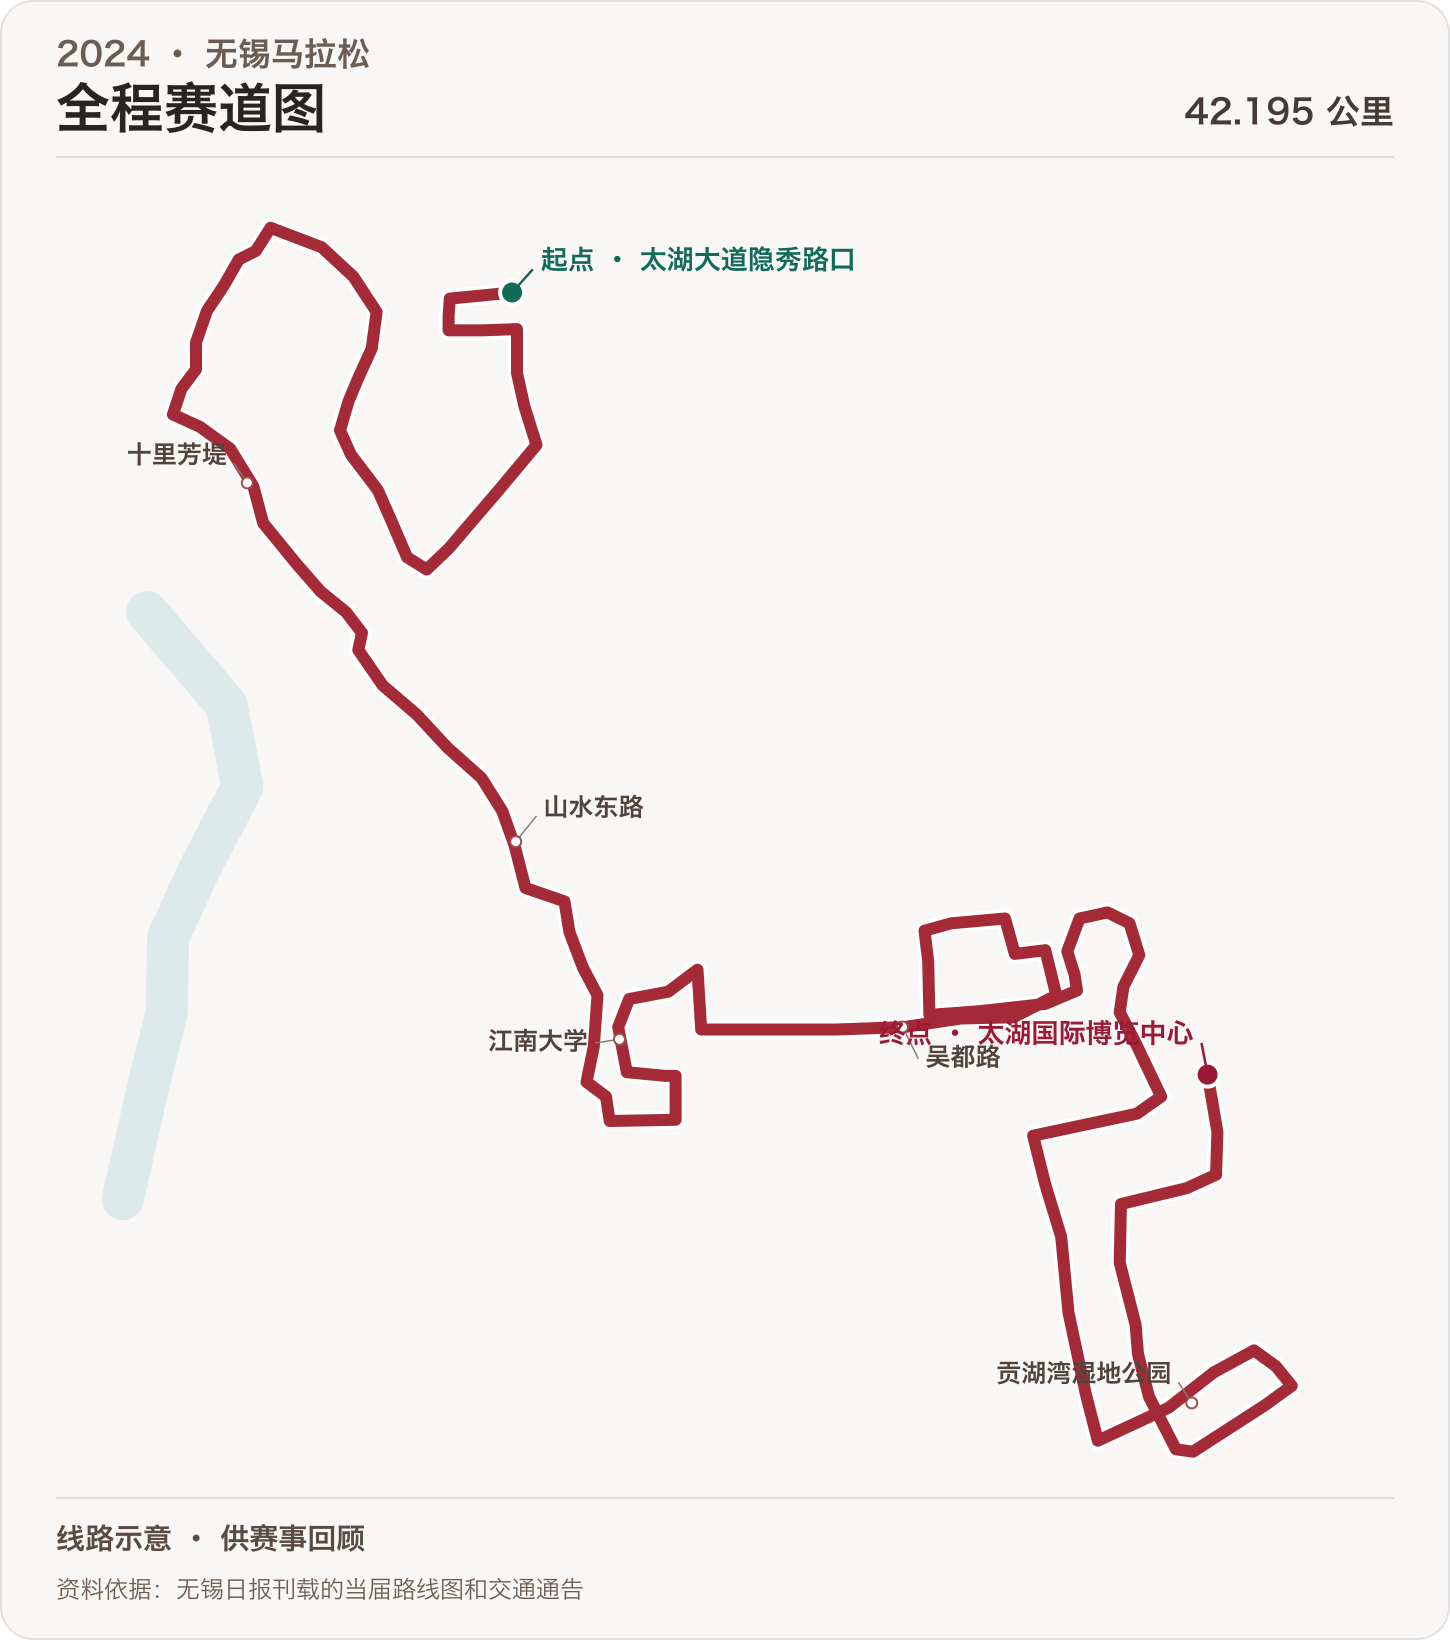 2024 · 无锡马拉松
全程赛道图
42.195 公里
起点 · 太湖大道隐秀路口
十里芳堤
山水东路
江南大学
终点 · 太湖国际博览中心
吴都路
贡湖湾湿地公园
线路示意 · 供赛事回顾
资料依据：无锡日报刊载的当届路线图和交通通告